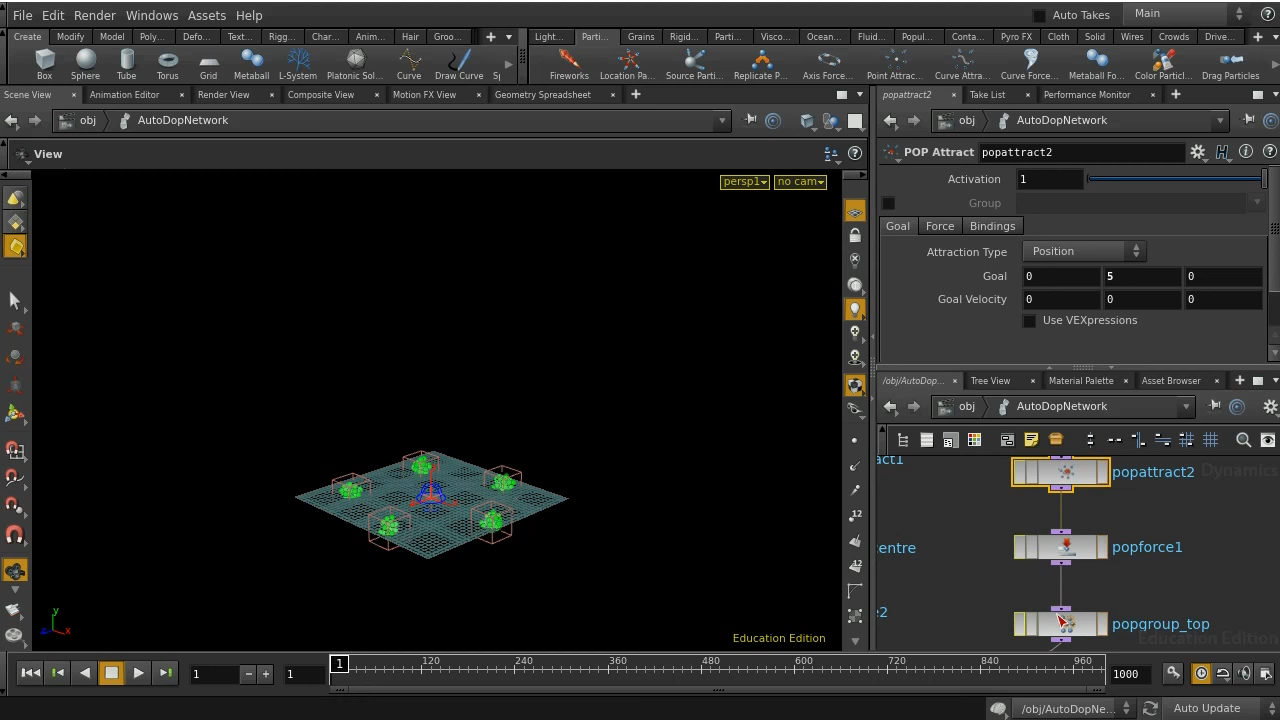 File Edit Render Windows Assets Help Auto Takes Main
Create Modify Model Poly... Defo... Text... Rigg... Char... Anim... Hair Groo... Light... Parti... Grains Rigid... Parti... Visco... Ocean... Fluid... Popul... Conta... Pyro FX Cloth Solid Wires Crowds Drive...
Box Sphere Tube Torus Grid Metaball L-System Platonic Sol... Curve Draw Curve Sp Fireworks Location Pa... Source Parti... Replicate P... Axis Force... Point Attrac... Curve Attra... Curve Force... Metaball Fo... Color Particl... Drag Particles
Scene View Animation Editor Render View Composite View Motion FX View Geometry Spreadsheet
obj AutoDopNetwork
View
persp1 no cam
12
12
y
z x
Education Edition
popattract2 Take List Performance Monitor
obj AutoDopNetwork
POP Attract popattract2
Activation 1
Group
Goal Force Bindings
Attraction Type Position
Goal 0 5 0
Goal Velocity 0 0 0
Use VEXpressions
/obj/AutoDop... Tree View Material Palette Asset Browser
obj AutoDopNetwork
act1 popattract2 Dynamics
entre popforce1
e2 popgroup_top
Education Edition
1 1 1 120 240 360 480 600 720 840 960 1000
/obj/AutoDopNe... Auto Update